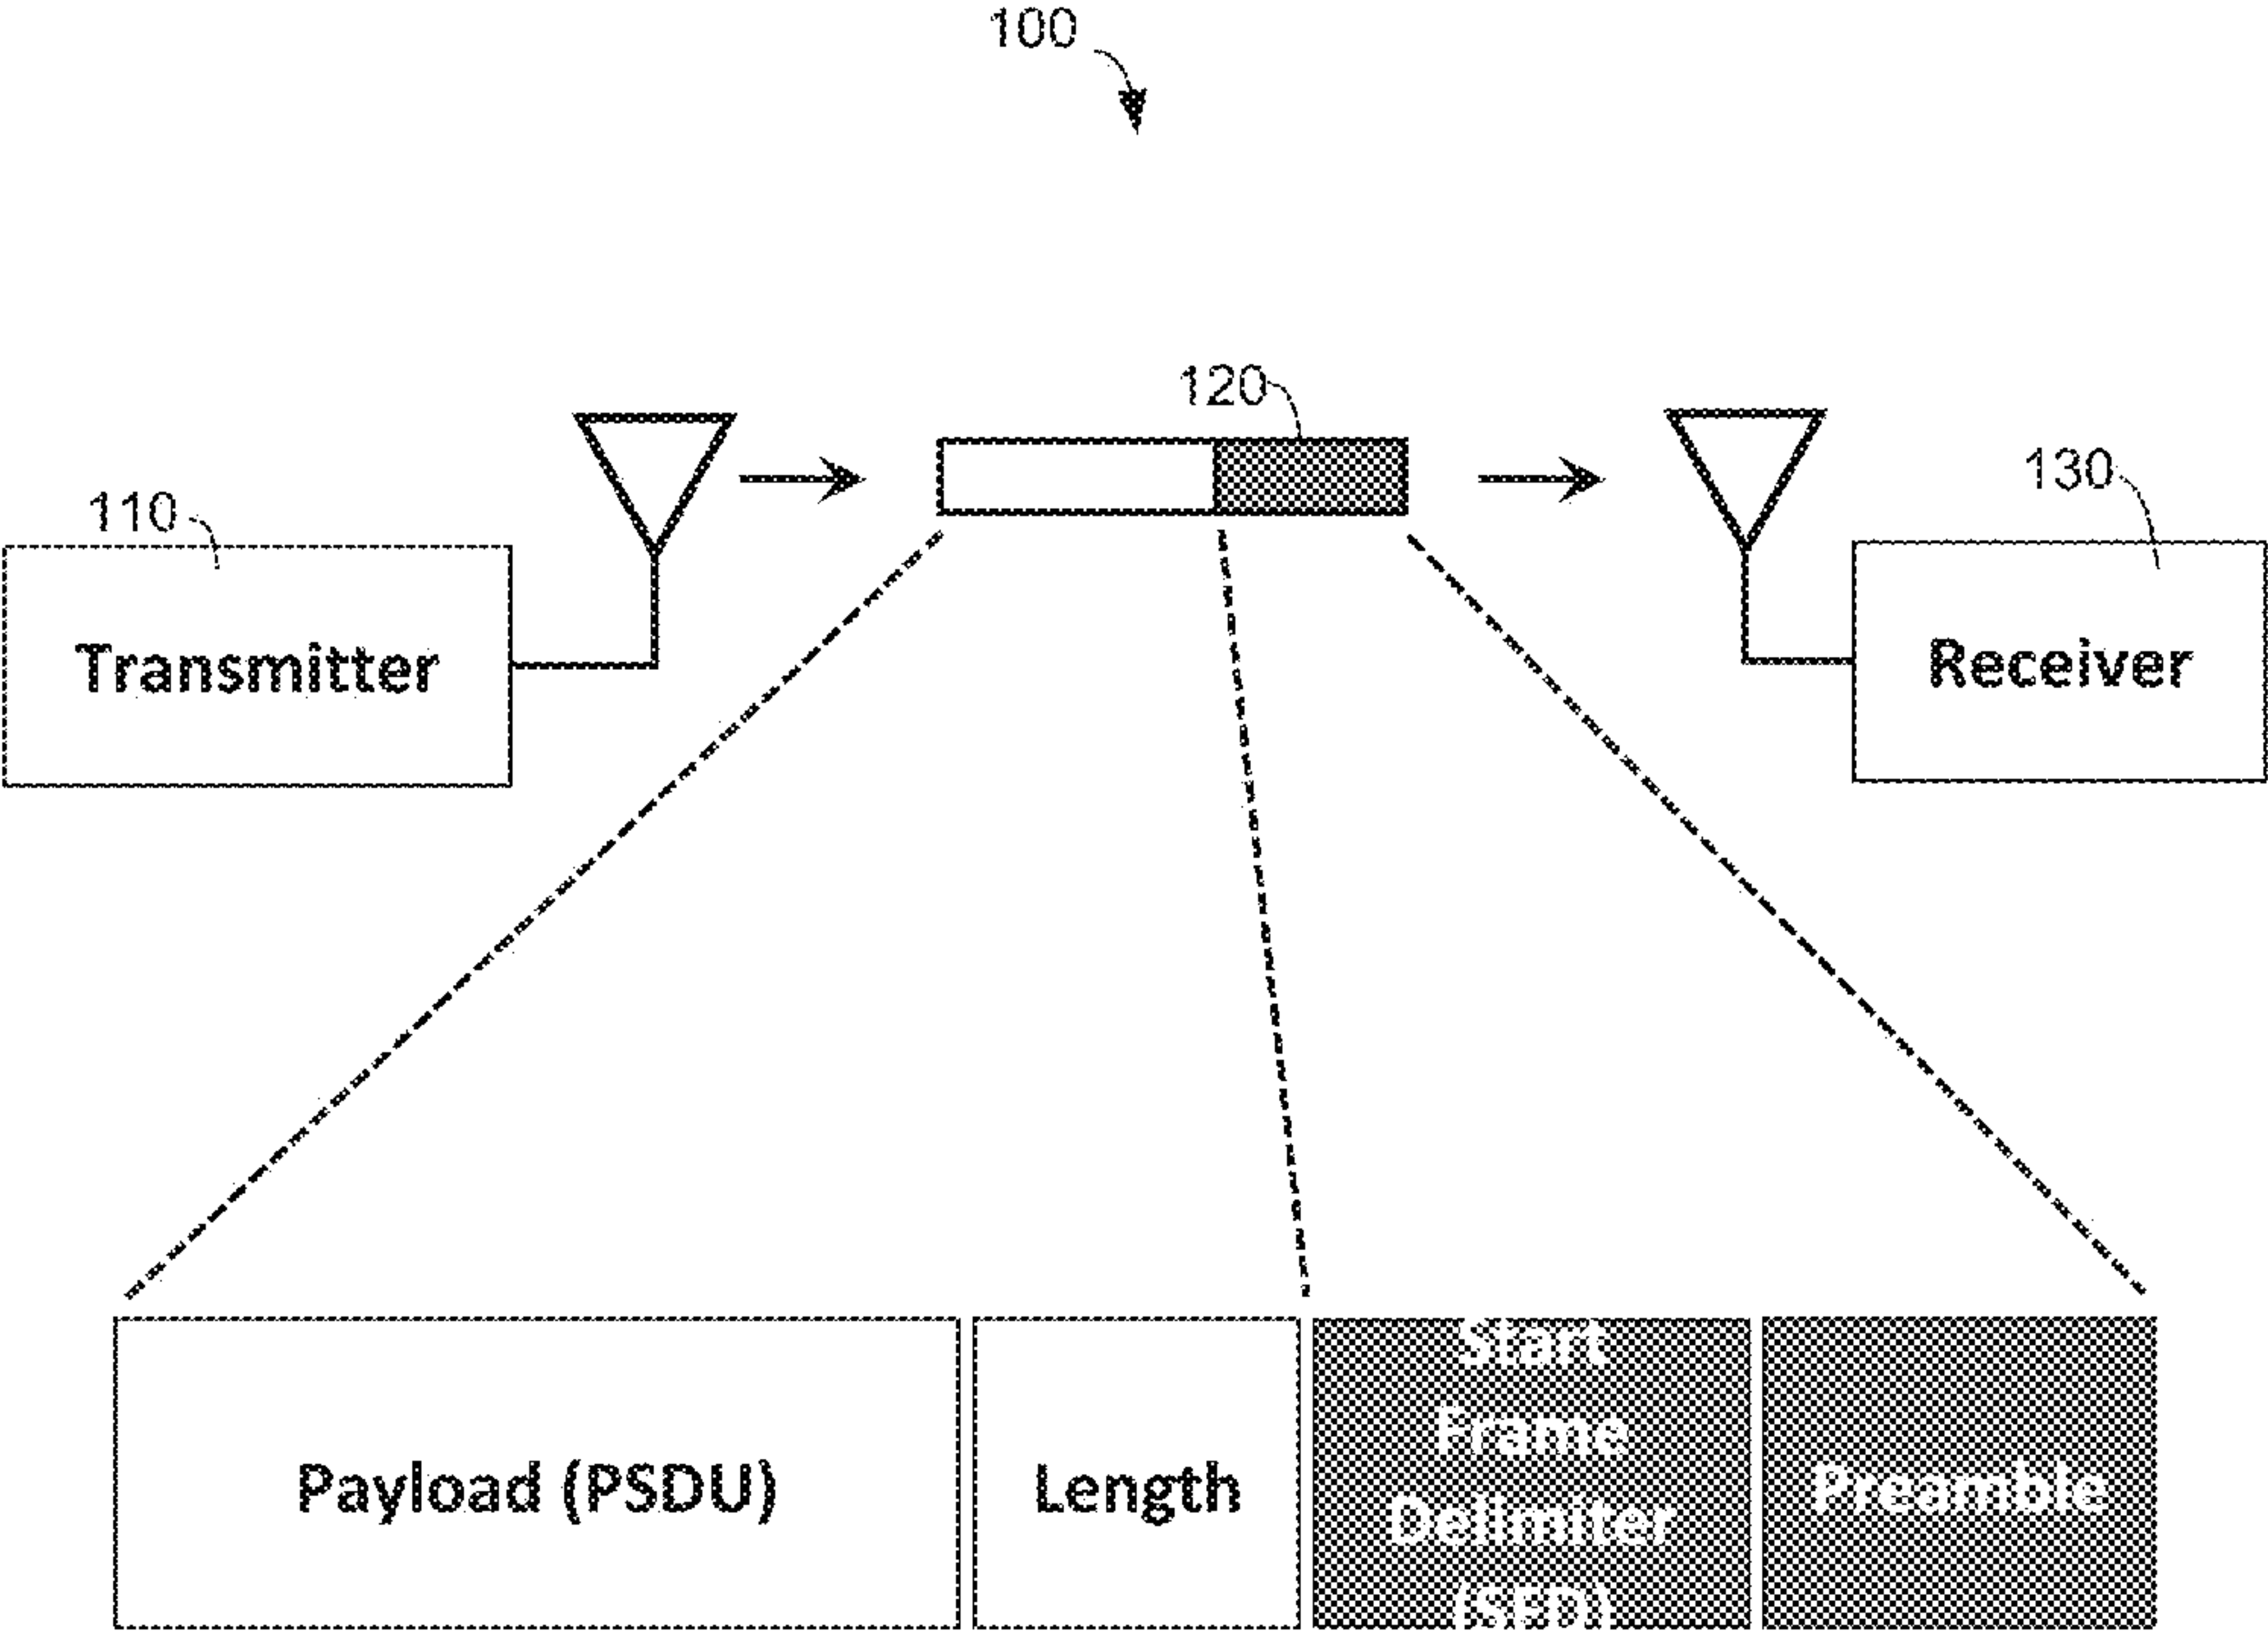 100
120
110
130
Transmitter
Receiver
Payload (PSDU)
Length
Start
Frame
Delimiter
(SFD)
Preamble